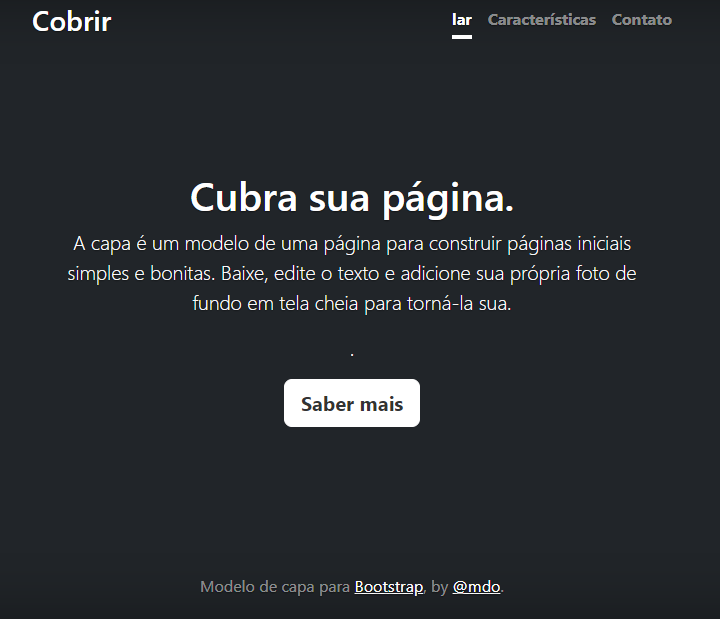 Cobrir
lar Características Contato
Cubra sua página.
A capa é um modelo de uma página para construir páginas iniciais
simples e bonitas. Baixe, edite o texto e adicione sua própria foto de
fundo em tela cheia para torná-la sua.
.
Saber mais
Modelo de capa para Bootstrap, by @mdo.